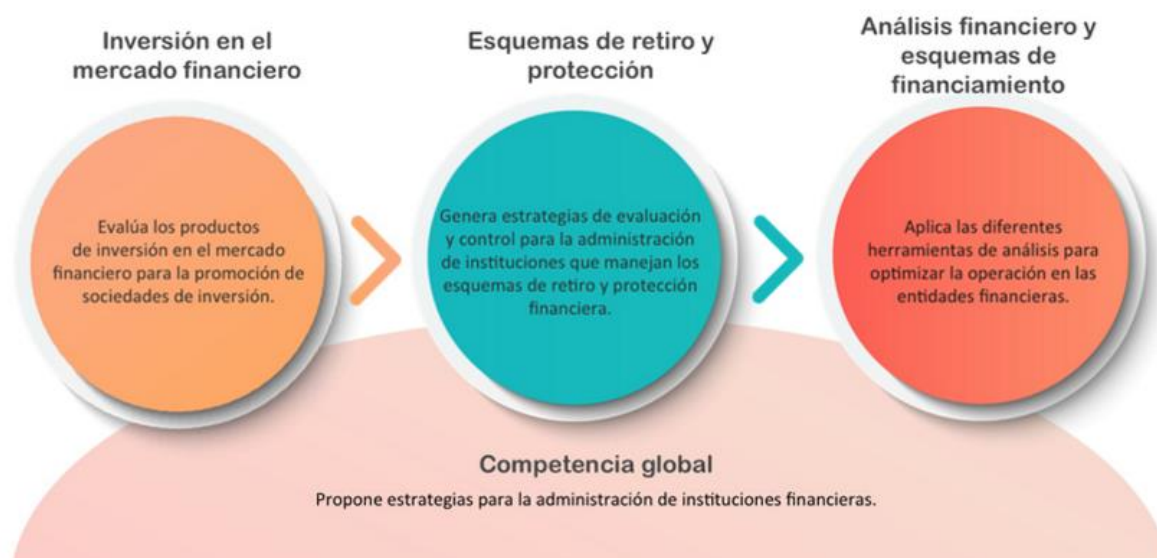 Inversión en el
mercado financiero
Evalúa los productos
de inversión en el mercado
financiero para la promoción de
sociedades de inversión.
Esquemas de retiro y
protección
Genera estrategias de evaluación
y control para la administración
de instituciones que manejan los
esquemas de retiro y protección
financiera.
Análisis financiero y
esquemas de
financiamiento
Aplica las diferentes
herramientas de análisis para
optimizar la operación en las
entidades financieras.
Competencia global
Propone estrategias para la administración de instituciones financieras.